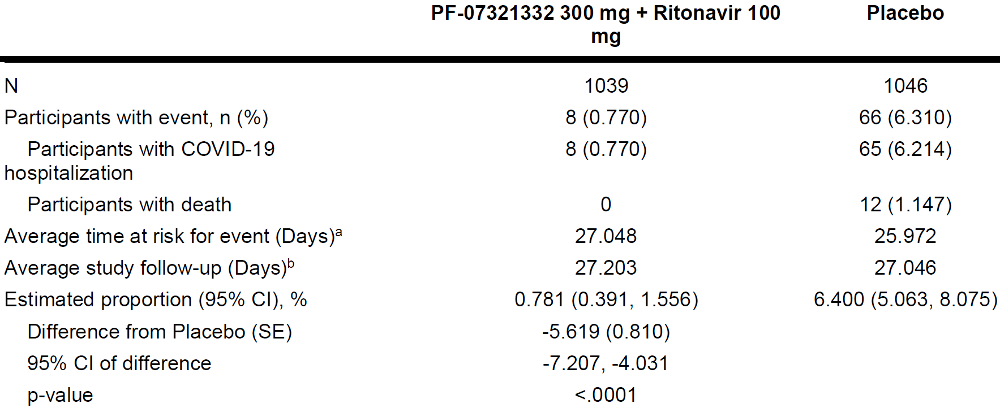 PF-07321332 300 mg + Ritonavir 100 Placebo
mg
N 1039 1046
Participants with event, n (%) 8 (0.770) 66 (6.310)
Participants with COVID-19 8 (0.770) 65 (6.214)
hospitalization
Participants with death 0 12 (1.147)
Average time at risk for event (Days)a 27.048 25.972
Average study follow-up (Days)b 27.203 27.046
Estimated proportion (95% CI), % 0.781 (0.391, 1.556) 6.400 (5.063, 8.075)
Difference from Placebo (SE) -5.619 (0.810)
95% CI of difference -7.207, -4.031
p-value <.0001